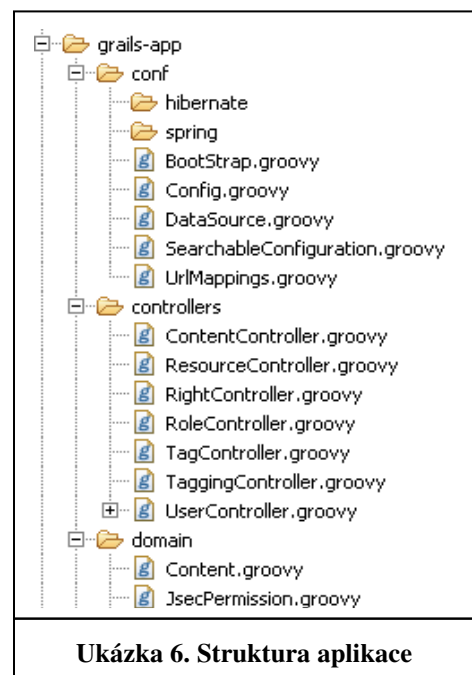 grails-app
conf
hibernate
spring
BootStrap.groovy
Config.groovy
DataSource.groovy
SearchableConfiguration.groovy
UrlMappings.groovy
controllers
ContentController.groovy
ResourceController.groovy
RightController.groovy
RoleController.groovy
TagController.groovy
TaggingController.groovy
UserController.groovy
domain
Content.groovy
JsecPermission.groovy
Ukázka 6. Struktura aplikace